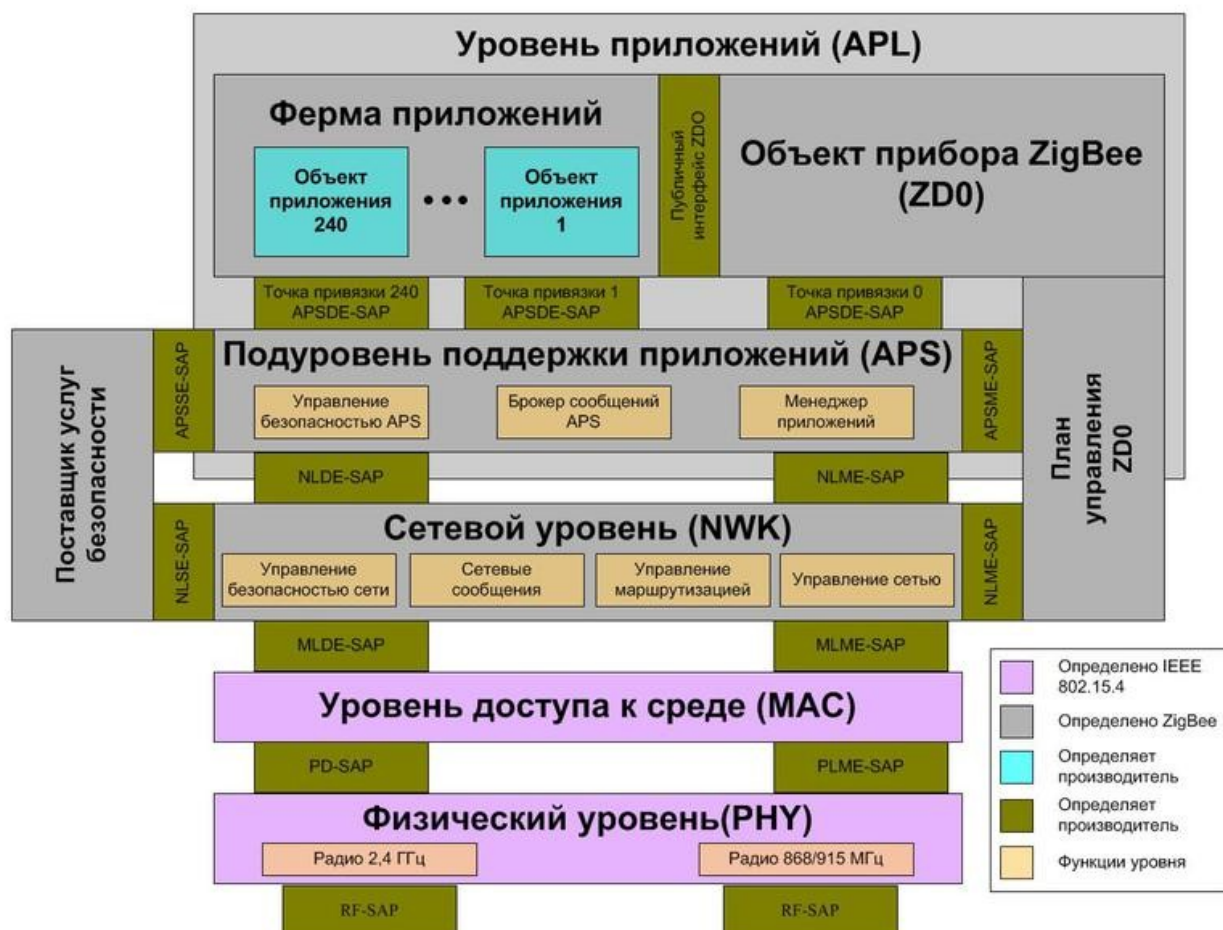 Уровень приложений (APL)
Ферма приложений
Объект
приложения
240
•••
Объект
приложения
1
Публичный
интерфейс ZDO
Объект прибора ZigBee
(ZD0)
Точка привязки 240
APSDE-SAP
Точка привязки 1
APSDE-SAP
Точка привязки 0
APSDE-SAP
Поставщик услуг
безопасности
APSSE-SAP
Подуровень поддержки приложений (APS)
Управление
безопасностью APS
Брокер сообщений
APS
Менеджер
приложений
APSME-SAP
План
управления
ZD0
NLDE-SAP
NLME-SAP
NLSE-SAP
Сетевой уровень (NWK)
Управление
безопасностью сети
Сетевые
сообщения
Управление
маршрутизацией
Управление сетью
NLME-SAP
MLDE-SAP
MLME-SAP
Уровень доступа к среде (MAC)
PD-SAP
PLME-SAP
Физический уровень(PHY)
Радио 2,4 ГГц
Радио 868/915 МГц
RF-SAP
RF-SAP
Определено IEEE
802.15.4
Определено ZigBee
Определяет
производитель
Определяет
производитель
Функции уровня